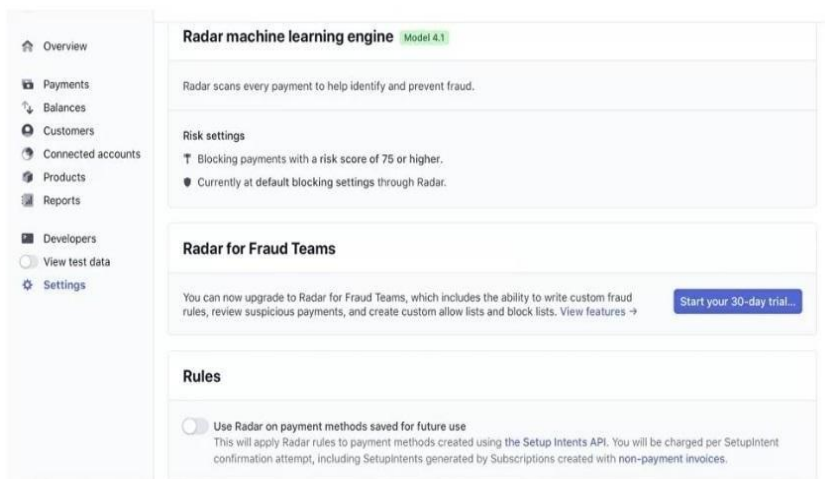 Overview
Payments
Balances
Customers
Connected accounts
Products
Reports
Developers
View test data
Settings
Radar machine learning engine Model 4.1
Radar scans every payment to help identify and prevent fraud.
Risk settings
Blocking payments with a risk score of 75 or higher.
Currently at default blocking settings through Radar.
Radar for Fraud Teams
You can now upgrade to Radar for Fraud Teams, which includes the ability to write custom fraud
rules, review suspicious payments, and create custom allow lists and block lists. View features →
Start your 30-day trial...
Rules
Use Radar on payment methods saved for future use
This will apply Radar rules to payment methods created using the Setup Intents API. You will be charged per SetupIntent
confirmation attempt, including SetupIntents generated by Subscriptions created with non-payment invoices.